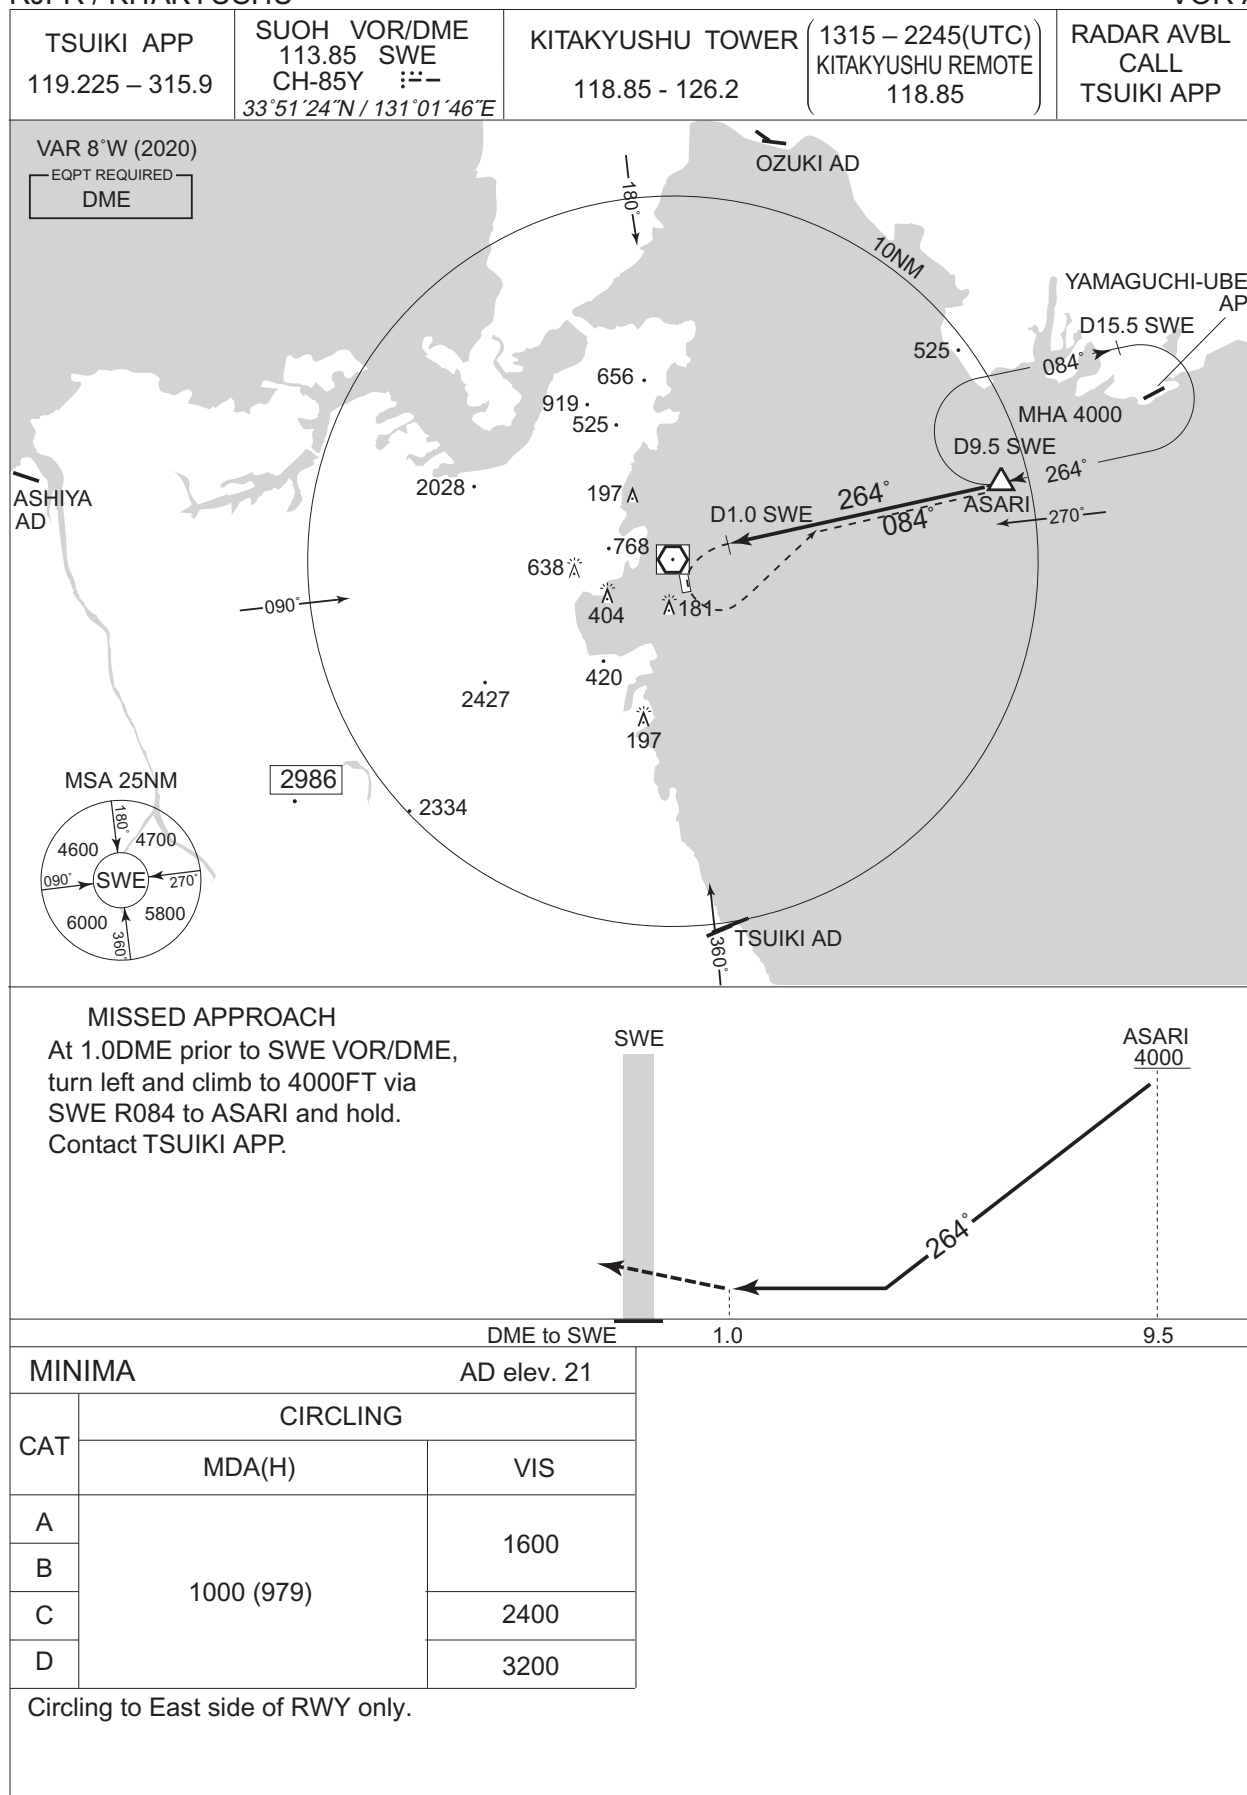 TSUIKI APP
119.225 – 315.9
SUOH VOR/DME
113.85 SWE
CH-85Y
33°51´24˝N / 131°01´46˝E
KITAKYUSHU TOWER
118.85 - 126.2
1315 – 2245(UTC)
KITAKYUSHU REMOTE
118.85
RADAR AVBL
CALL
TSUIKI APP
VAR 8°W (2020)
EQPT REQUIRED
DME
OZUKI AD
180°
10NM
YAMAGUCHI-UBE
AP
D15.5 SWE
525
084°
656
919
525
MHA 4000
D9.5 SWE
264°
ASHIYA
AD
2028
197
264°
D1.0 SWE
084°
ASARI
270°
768
638
090°
404
181
420
2427
197
MSA 25NM
2986
2334
180°
4600
4700
090°
SWE
270°
6000
5800
360°
TSUIKI AD
360°
MISSED APPROACH
At 1.0DME prior to SWE VOR/DME,
turn left and climb to 4000FT via
SWE R084 to ASARI and hold.
Contact TSUIKI APP.
SWE
ASARI
4000
264°
DME to SWE
1.0
9.5
MINIMA
AD elev. 21
CAT
CIRCLING
MDA(H)
VIS
A
B
C
D
1000 (979)
1600
2400
3200
Circling to East side of RWY only.